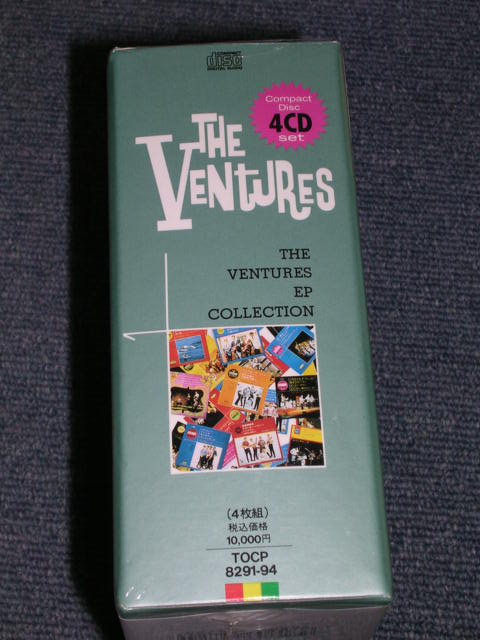 COMPACT
disc
DIGITAL AUDIO
Compact
Disc
4CD
set
THE
VENTURES
THE
VENTURES
EP
COLLECTION
1
(4枚組)
税込価格
10,000円
TOCP
8291-94